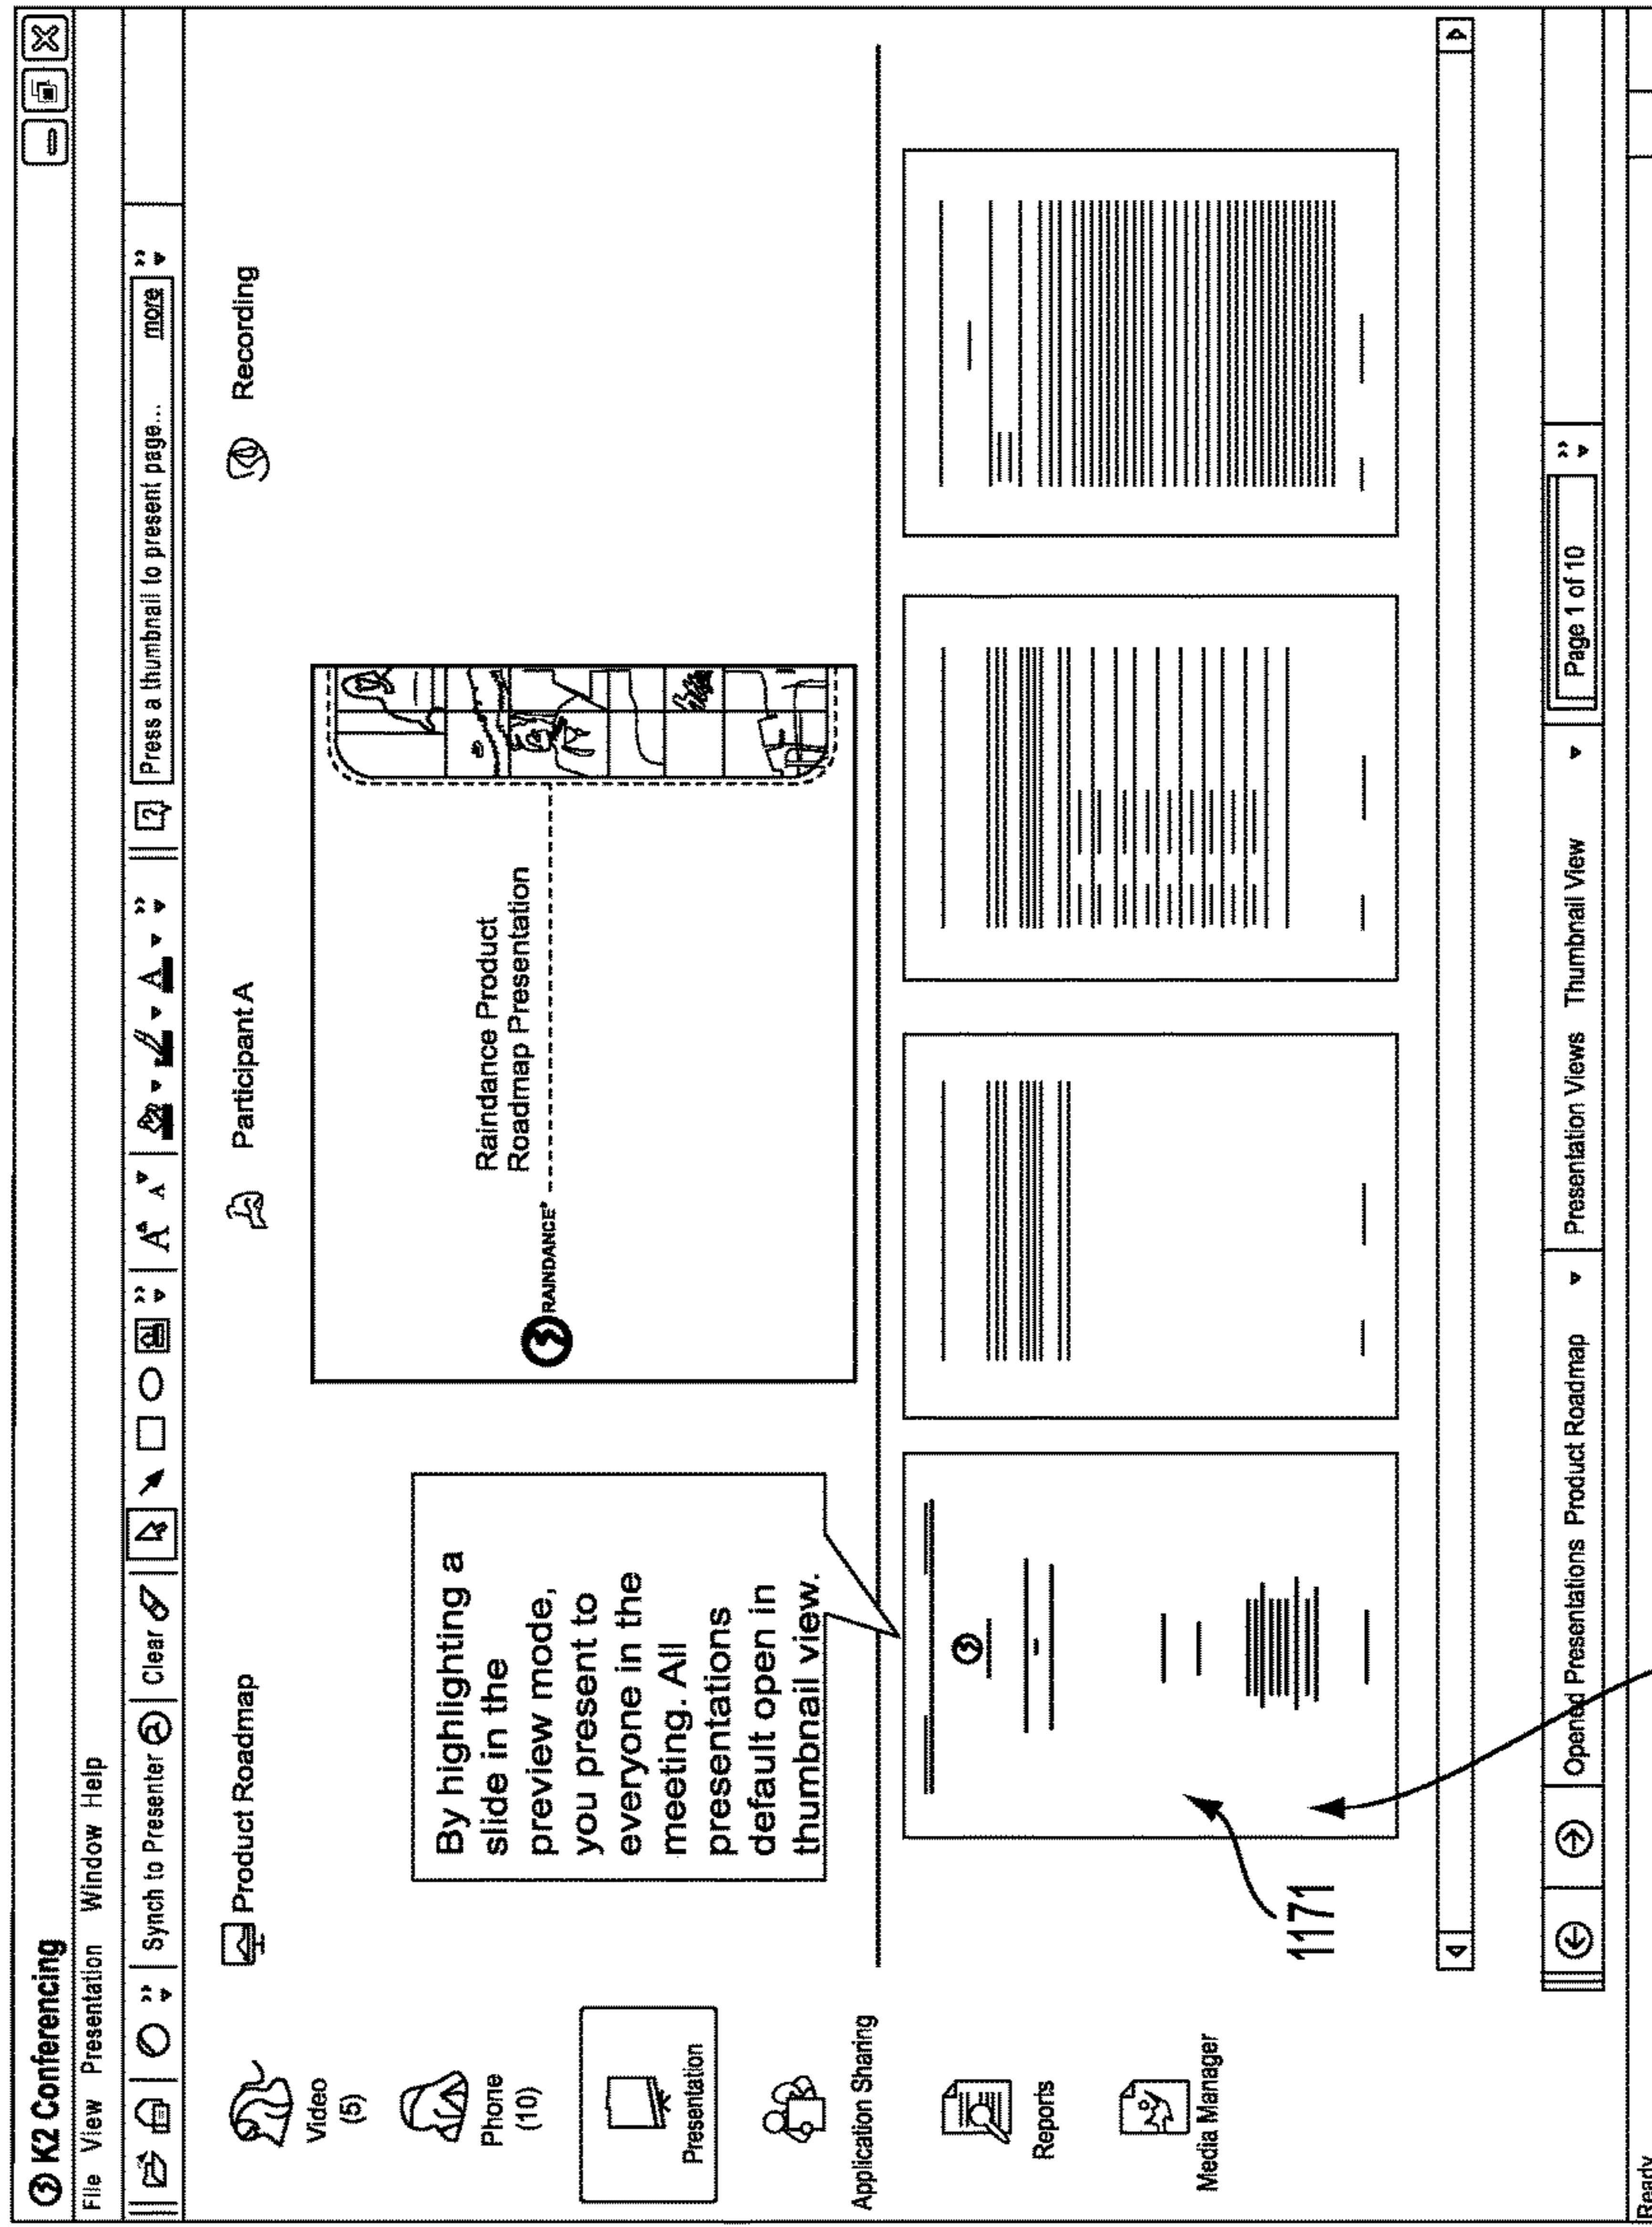 K2 Conferencing
File View Presentation Window Help
Synch to Presenter Clear A A A Press a thumbnail to present page... more
Product Roadmap Participant A Recording
Video
(5)
Phone
(10)
Presentation
Application Sharing
Reports
Media Manager
By highlighting a
slide in the
preview mode,
you present to
everyone in the
meeting. All
presentations
default open in
thumbnail view.
Raindance Product
Roadmap Presentation
RAINDANCE
1171
Opened Presentations Product Roadmap Presentation Views Thumbnail View Page 1 of 10
Ready